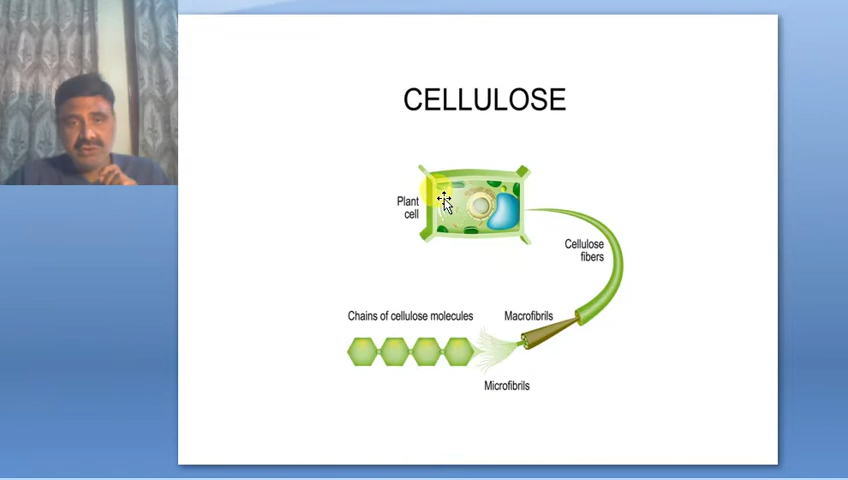 CELLULOSE
Plant
cell
Cellulose
fibers
Chains of cellulose molecules
Macrofibrils
Microfibrils